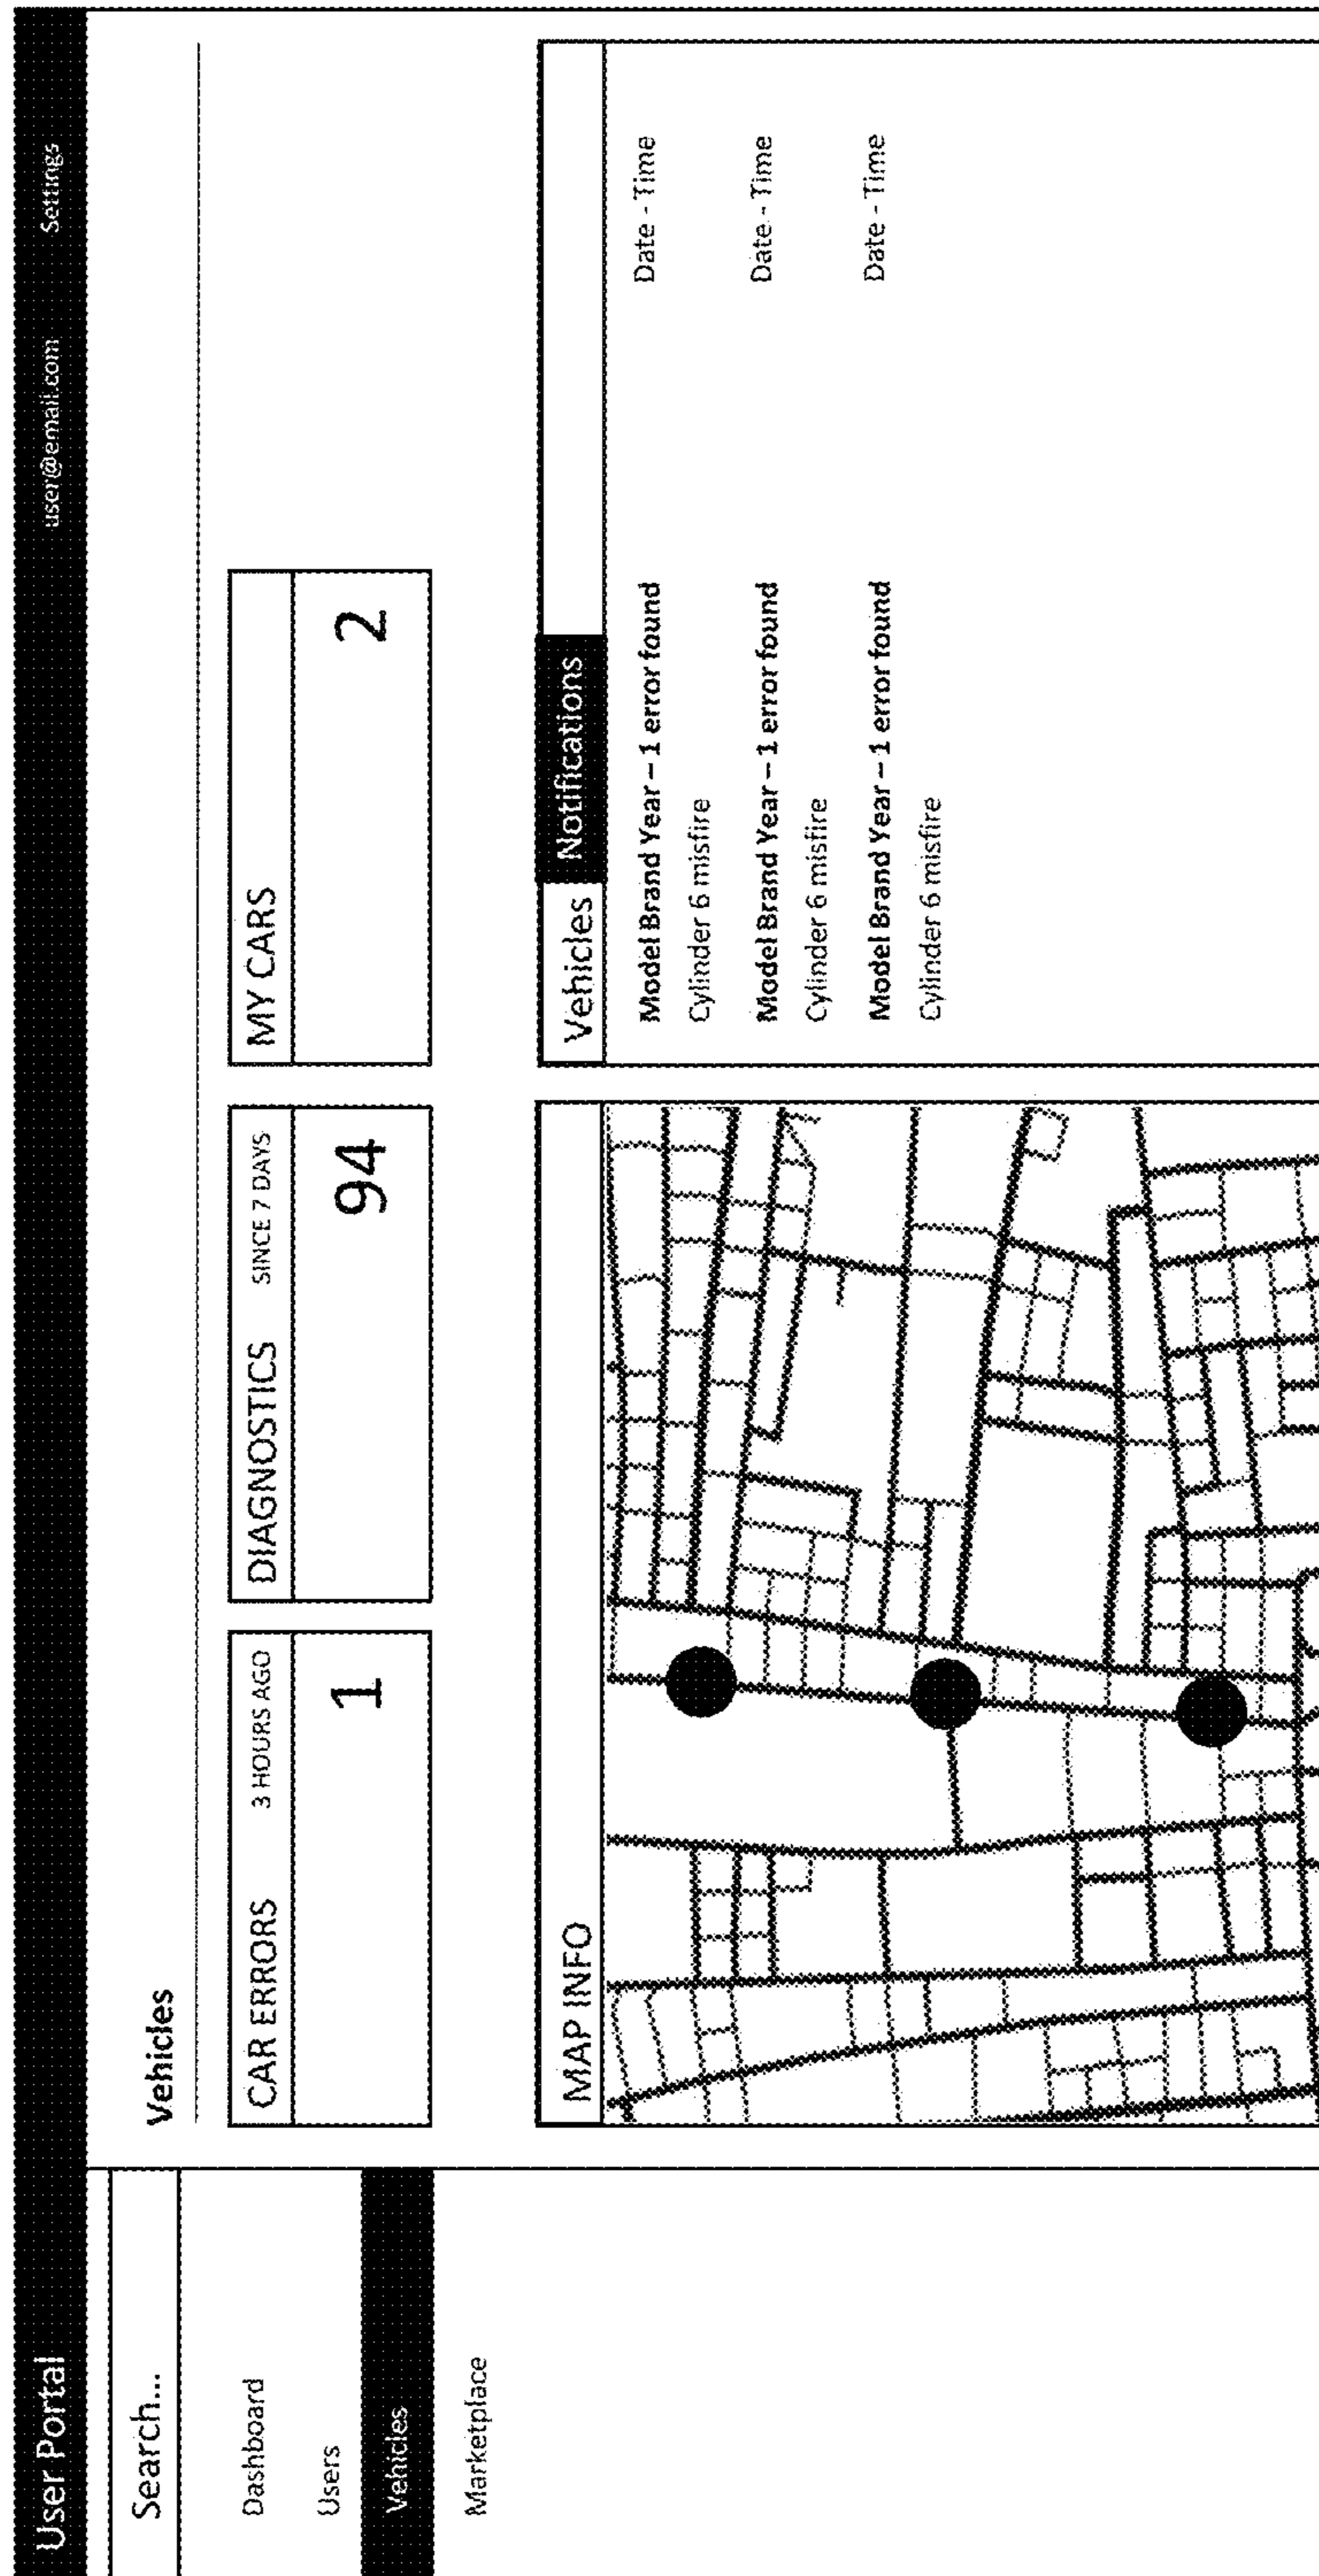 User Portal
user@email.com
Settings
Search...
Dashboard
Users
Vehicles
Marketplace
Vehicles
CAR ERRORS 3 HOURS AGO
1
DIAGNOSTICS SINCE 7 DAYS
94
MY CARS
2
MAP INFO
Vehicles Notifications
Model Brand Year – 1 error found Date - Time
Cylinder 6 misfire
Model Brand Year – 1 error found Date - Time
Cylinder 6 misfire
Model Brand Year – 1 error found Date - Time
Cylinder 6 misfire